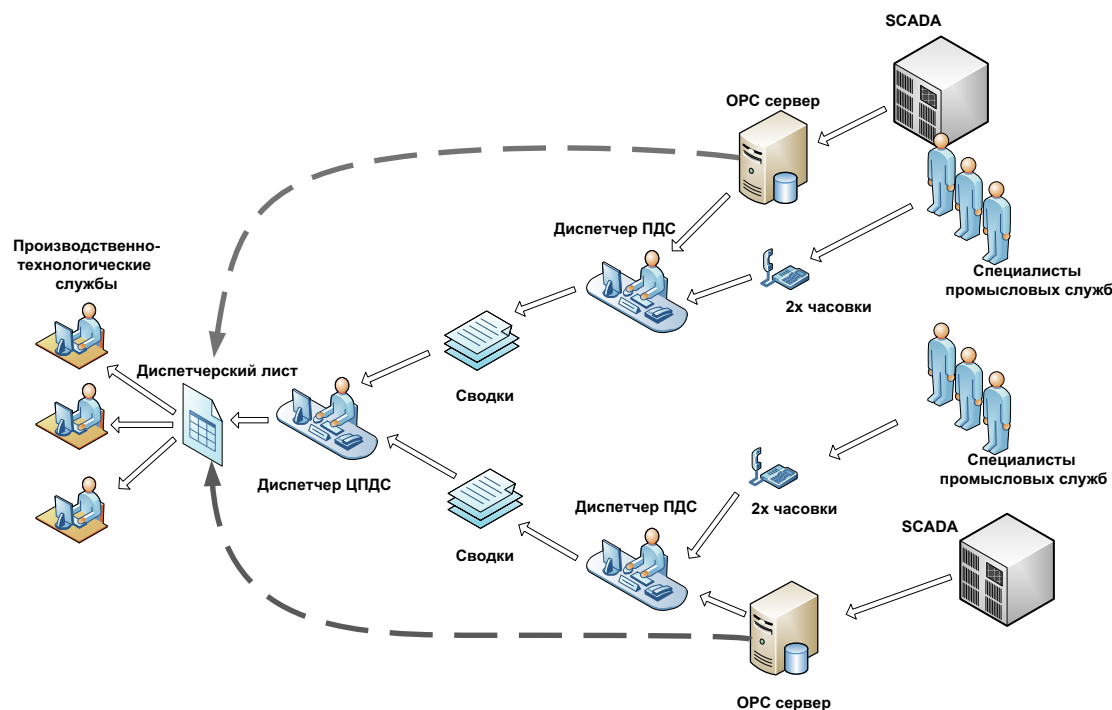 SCADA
OPC сервер
Диспетчер ПДС
Производственно-
технологические
службы
Специалисты
промысловых служб
2х часовки
Диспетчерский лист
Сводки
Специалисты
промысловых служб
Диспетчер ЦПДС
2х часовки
Диспетчер ПДС
SCADA
Сводки
OPC сервер